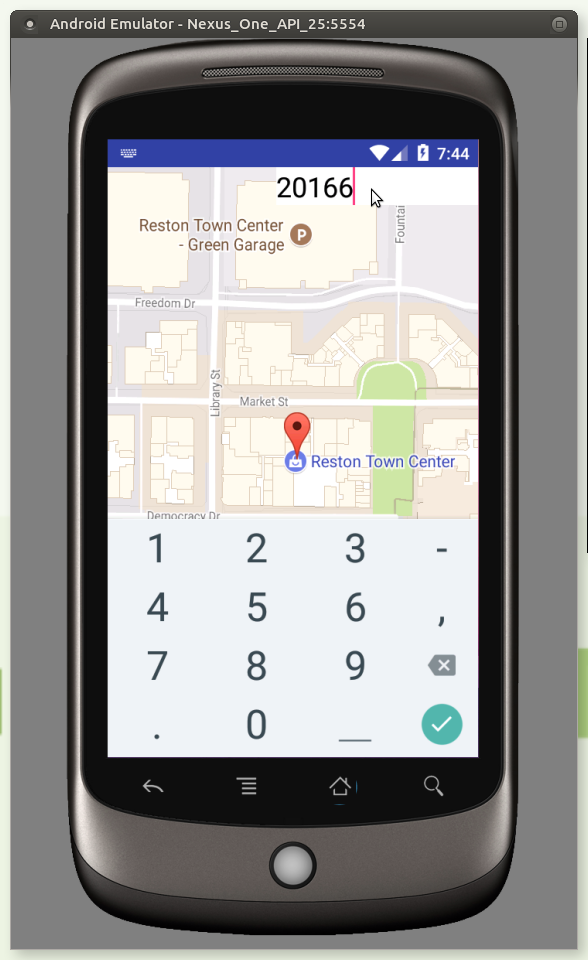 Android Emulator - Nexus_One_API_25:5554
7:44
20166
Reston Town Center
- Green Garage
P
Fountai
Freedom Dr
Library St
Market St
Reston Town Center
Democracy Dr
1 2 3 -
4 5 6 ,
7 8 9
. 0 _